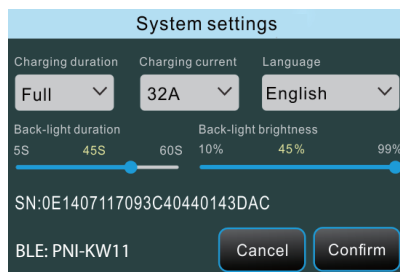 System settings
Charging duration Charging current Language
Full 32A English
Back-light duration Back-light brightness
5S 45S 60S 10% 45% 99%
SN:0E1407117093C40440143DAC
BLE: PNI-KW11 Cancel Confirm